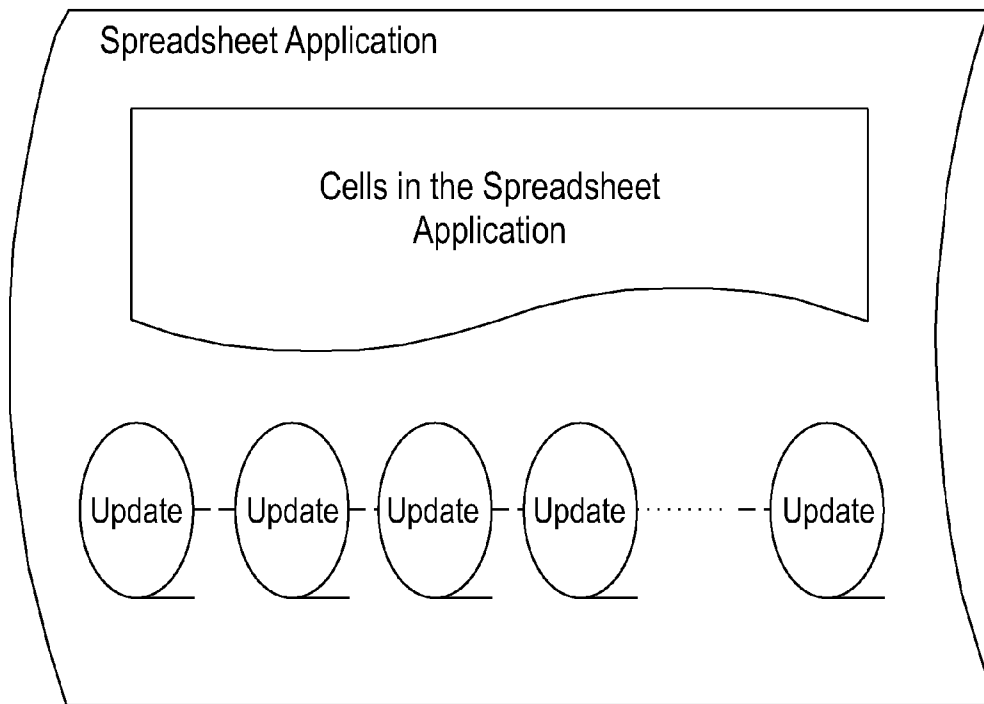 Spreadsheet Application
Cells in the Spreadsheet
Application
Update Update Update Update Update